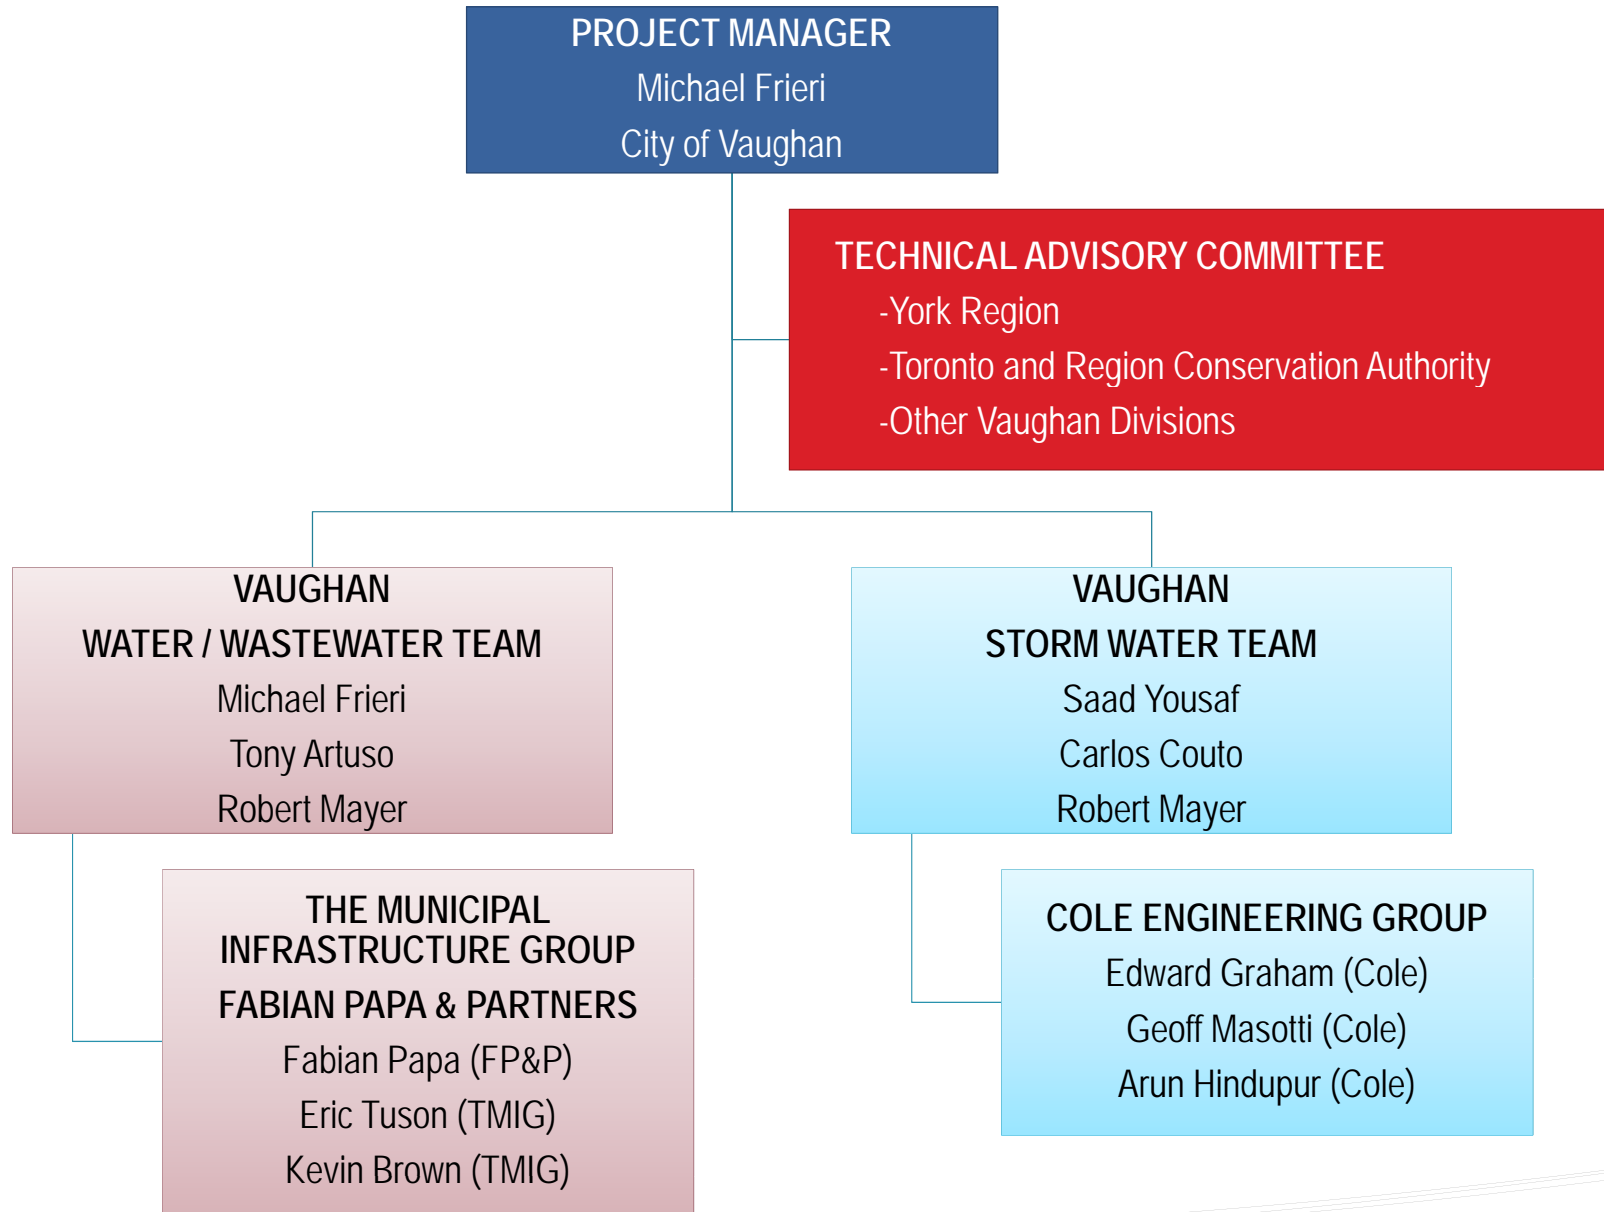 PROJECT MANAGER
Michael Frieri
City of Vaughan
TECHNICAL ADVISORY COMMITTEE
-York Region
-Toronto and Region Conservation Authority
-Other Vaughan Divisions
VAUGHAN
WATER / WASTEWATER TEAM
Michael Frieri
Tony Artuso
Robert Mayer
VAUGHAN
STORM WATER TEAM
Saad Yousaf
Carlos Couto
Robert Mayer
THE MUNICIPAL
INFRASTRUCTURE GROUP
FABIAN PAPA & PARTNERS
Fabian Papa (FP&P)
Eric Tuson (TMIG)
Kevin Brown (TMIG)
COLE ENGINEERING GROUP
Edward Graham (Cole)
Geoff Masotti (Cole)
Arun Hindupur (Cole)